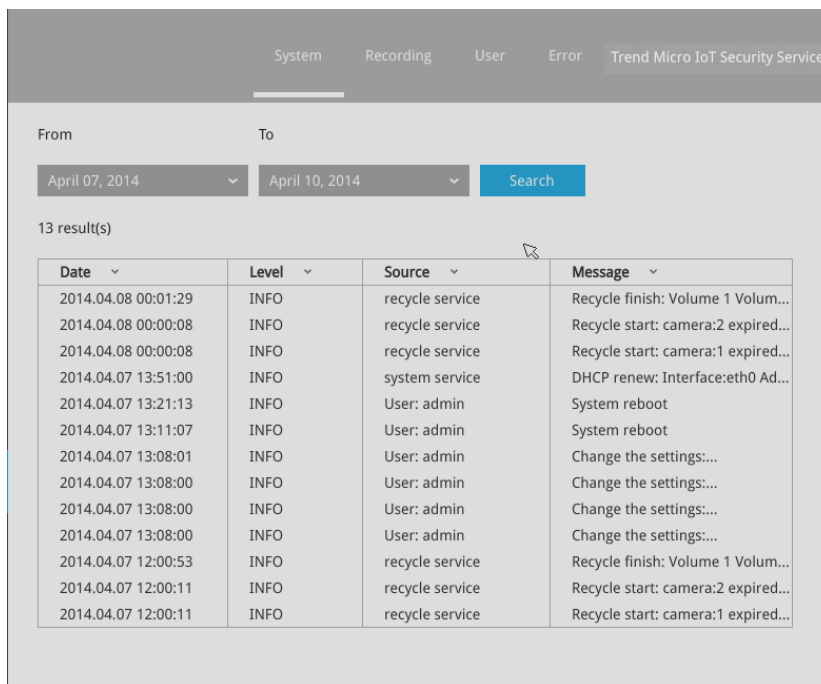 System Recording User Error Trend Micro IoT Security Service
From To
April 07, 2014 April 10, 2014 Search
13 result(s)
Date Level Source Message
2014.04.08 00:01:29 INFO recycle service Recycle finish: Volume 1 Volum...
2014.04.08 00:00:08 INFO recycle service Recycle start: camera:2 expired...
2014.04.08 00:00:08 INFO recycle service Recycle start: camera:1 expired...
2014.04.07 13:51:00 INFO system service DHCP renew: Interface:eth0 Ad...
2014.04.07 13:21:13 INFO User: admin System reboot
2014.04.07 13:11:07 INFO User: admin System reboot
2014.04.07 13:08:01 INFO User: admin Change the settings:...
2014.04.07 13:08:00 INFO User: admin Change the settings:...
2014.04.07 13:08:00 INFO User: admin Change the settings:...
2014.04.07 13:08:00 INFO User: admin Change the settings:...
2014.04.07 12:00:53 INFO recycle service Recycle finish: Volume 1 Volum...
2014.04.07 12:00:11 INFO recycle service Recycle start: camera:2 expired...
2014.04.07 12:00:11 INFO recycle service Recycle start: camera:1 expired...